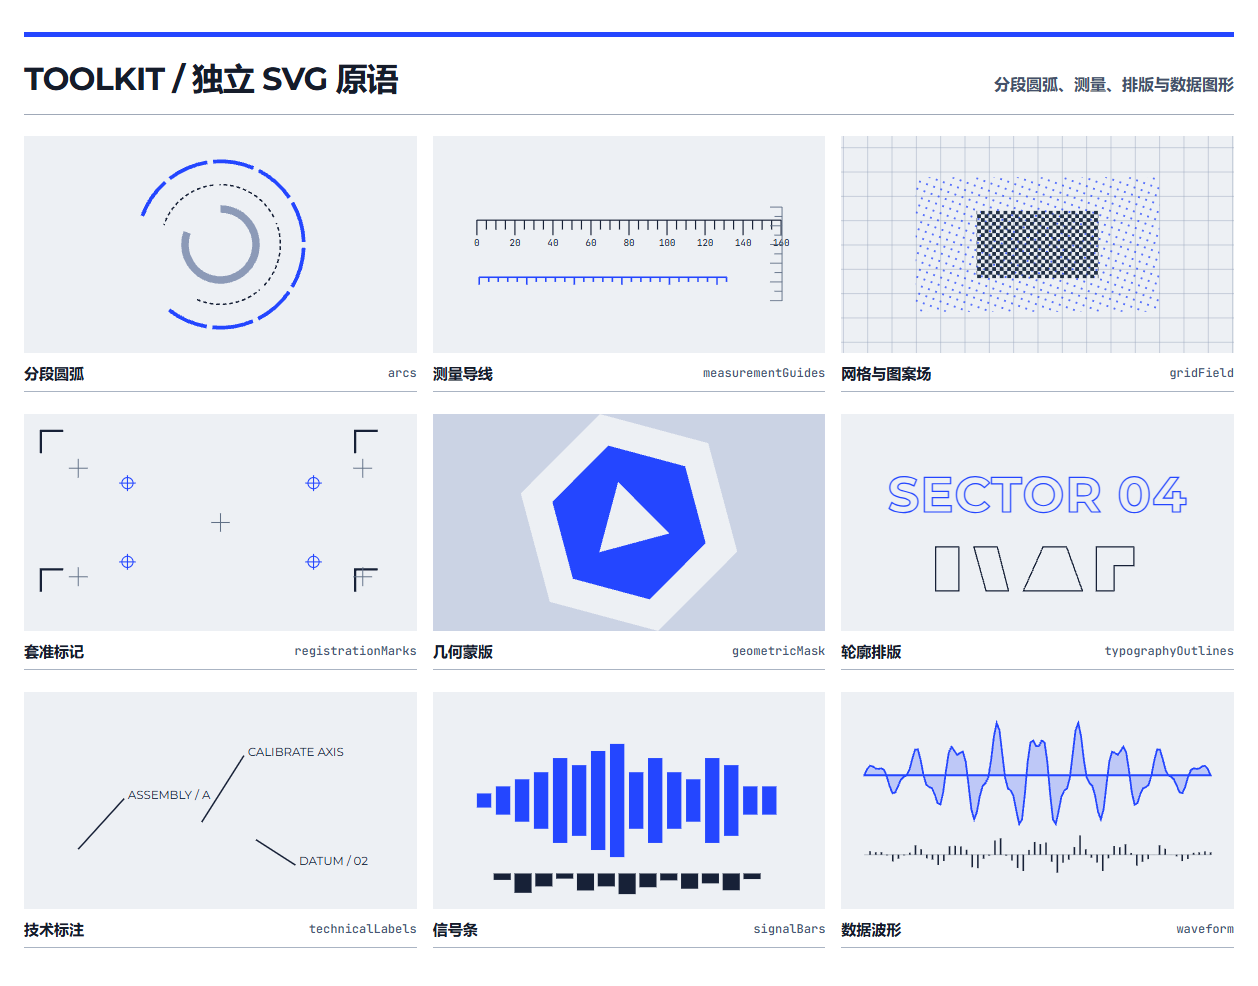 TOOLKIT / 独立 SVG 原语
分段圆弧、测量、排版与数据图形
0 20 40 60 80 100 120 140 160
分段圆弧 arcs
测量导线 measurementGuides
网格与图案场 gridField
SECTOR 04
套准标记 registrationMarks
几何蒙版 geometricMask
轮廓排版 typographyOutlines
CALIBRATE AXIS
ASSEMBLY / A
DATUM / 02
技术标注 technicalLabels
信号条 signalBars
数据波形 waveform